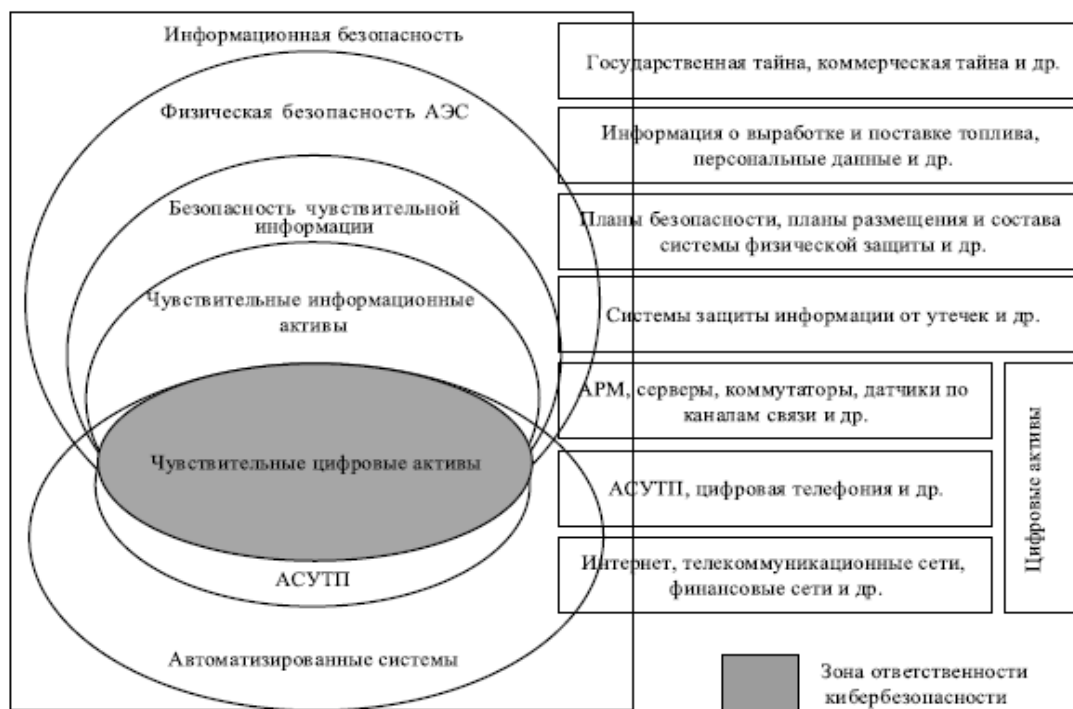 Информационная безопасность
Физическая безопасность АЭС
Безопасность чувствительной
информации
Чувствительные информационные
активы
Чувствительные цифровые активы
АСУТП
Автоматизированные системы
Государственная тайна, коммерческая тайна и др.
Информация о выработке и поставке топлива,
персональные данные и др.
Планы безопасности, планы размещения и состава
системы физической защиты и др.
Системы защиты информации от утечек и др.
АРМ, серверы, коммутаторы, датчики по
каналам связи и др.
АСУТП, цифровая телефония и др.
Интернет, телекоммуникационные сети,
финансовые сети и др.
Цифровые активы
Зона ответственности
кибербезопасности